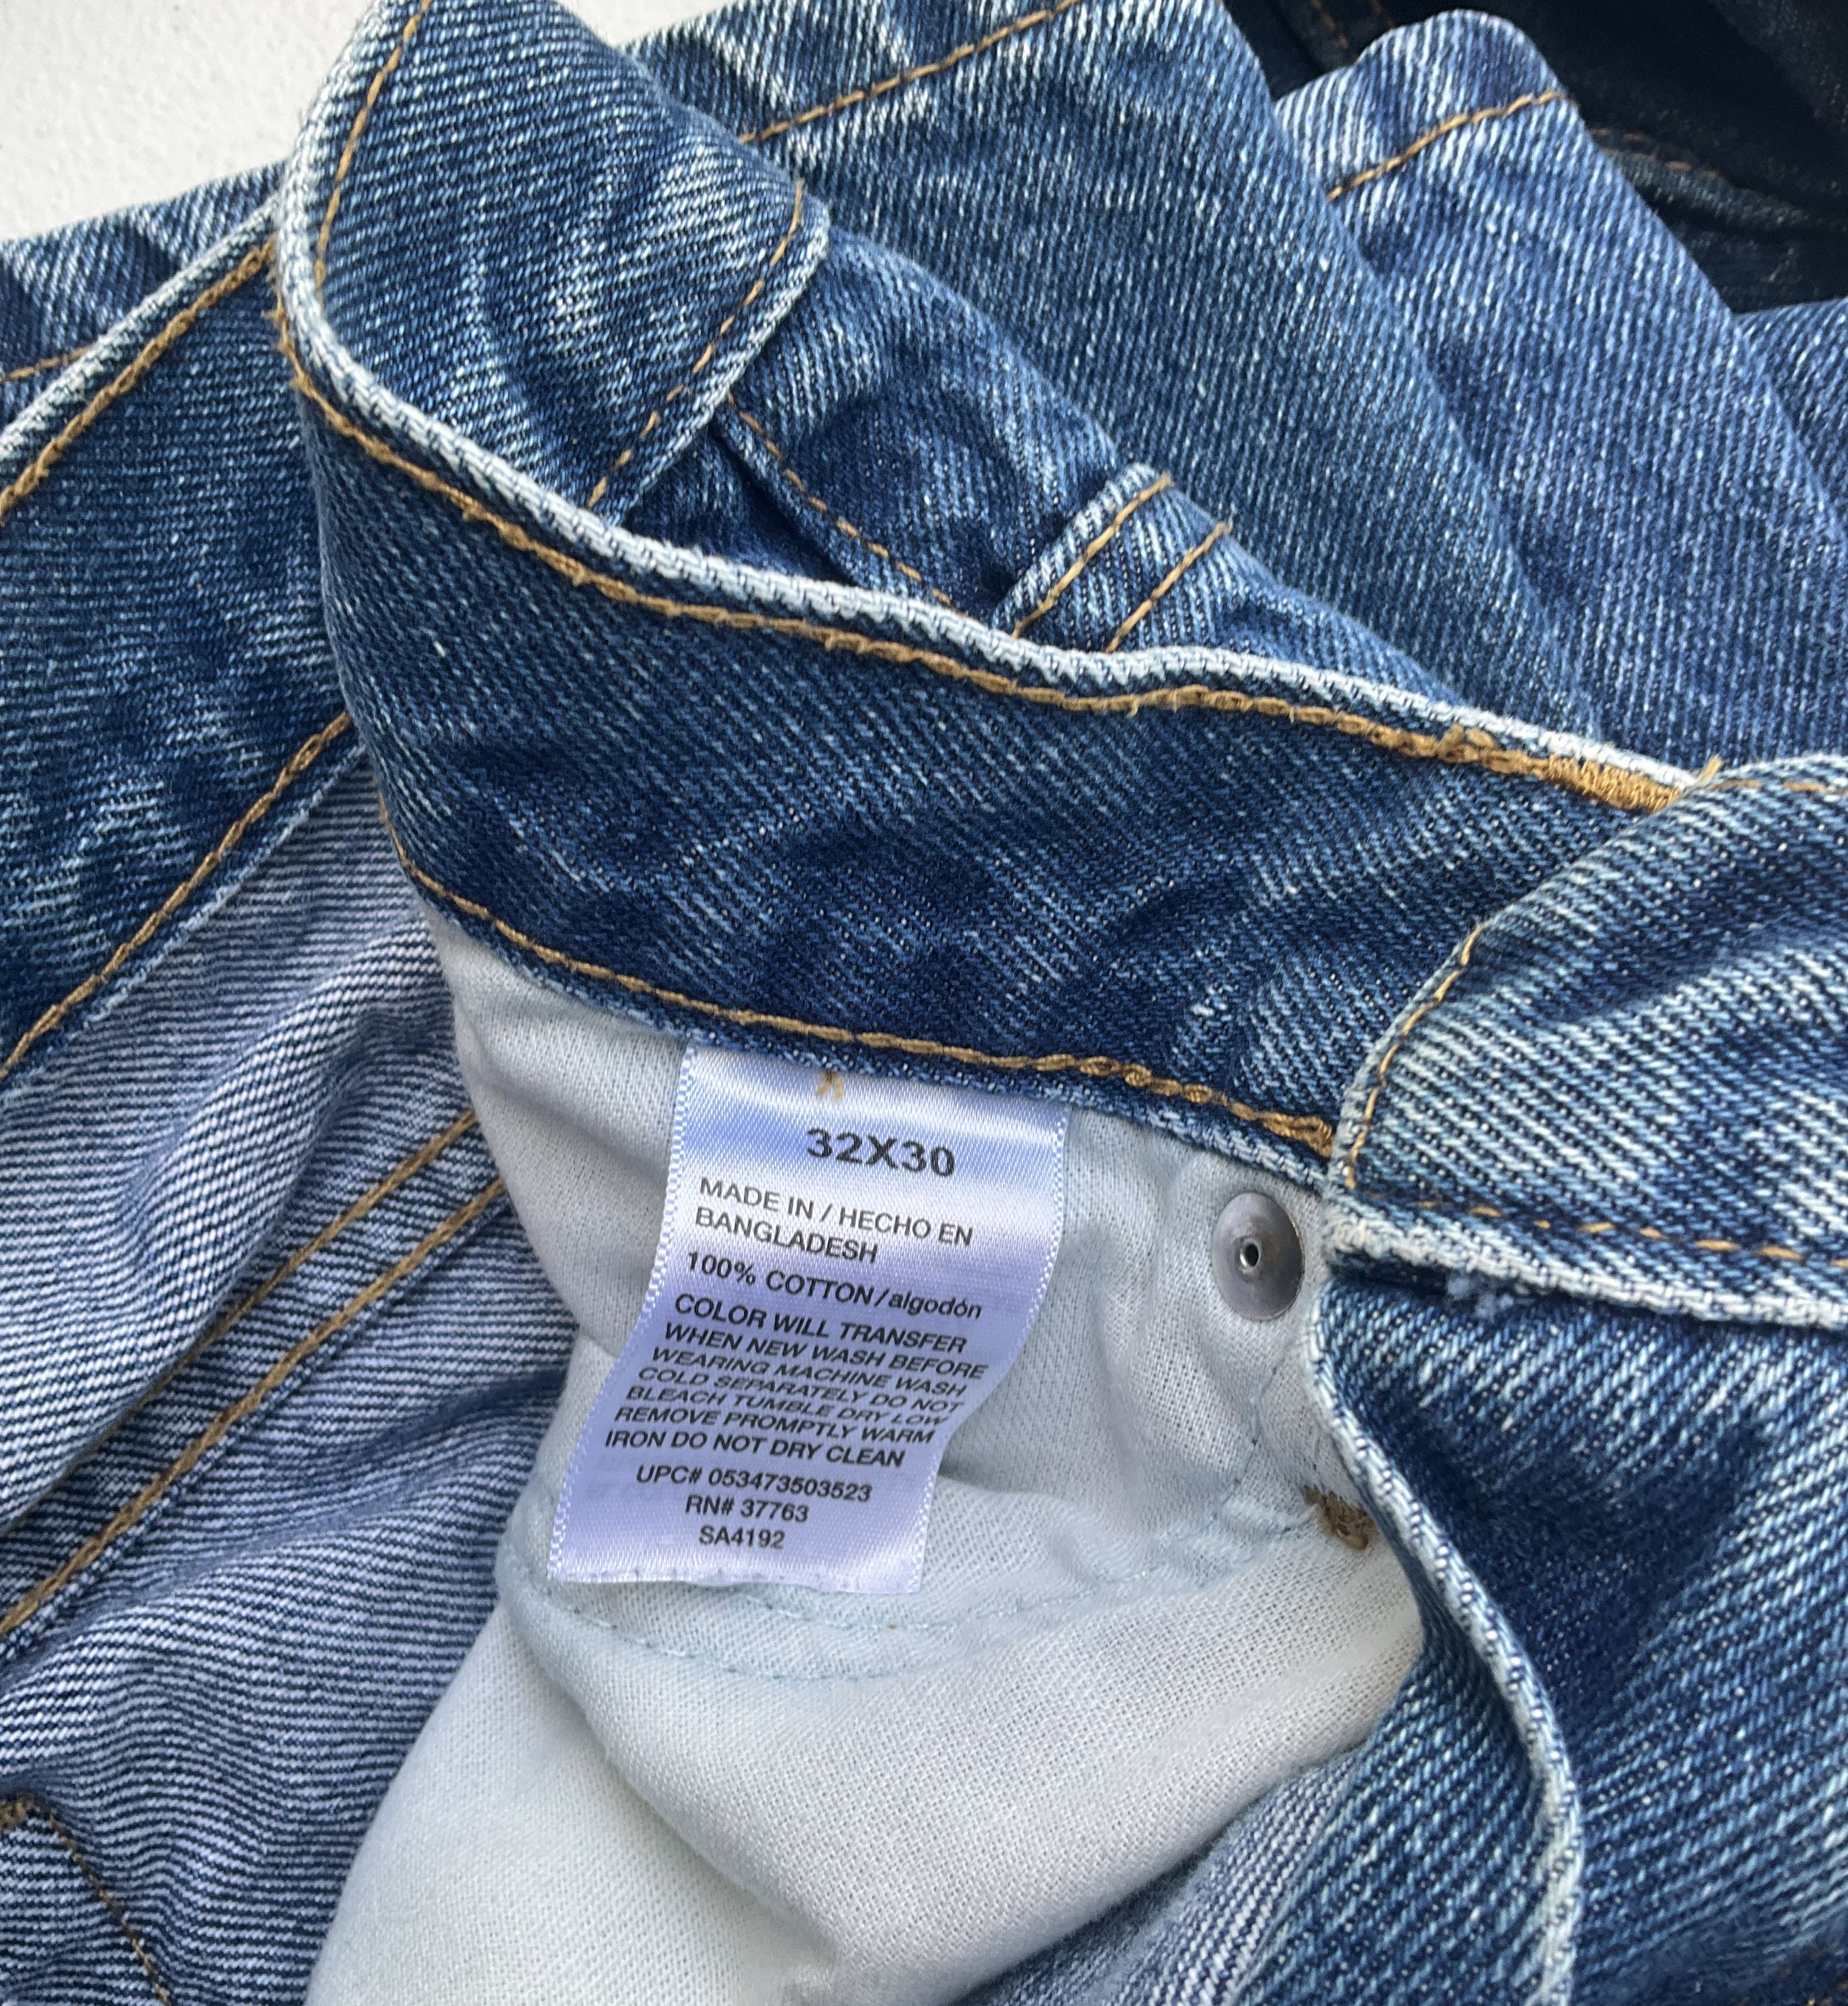 32X30
MADE IN / HECHO EN
BANGLADESH
100% COTTON/algodón
COLOR WILL TRANSFER
WHEN NEW WASH BEFORE
WEARING MACHINE WASH
COLD SEPARATELY DO NOT
BLEACH TUMBLE DRY LOW
REMOVE PROMPTLY WARM
IRON DO NOT DRY CLEAN
UPC# 053473503523
RN# 37763
SA4192